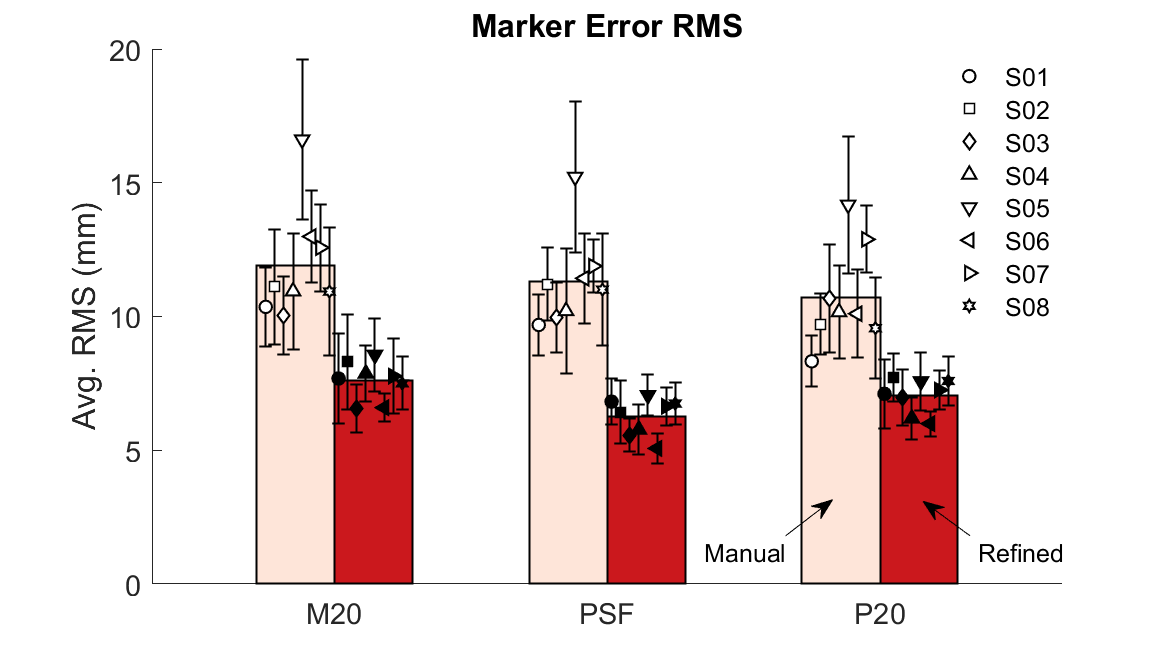 Marker Error RMS
Avg. RMS (mm)
20
15
10
5
0
S01
S02
S03
S04
S05
S06
S07
S08
Manual
Refined
M20
PSF
P20